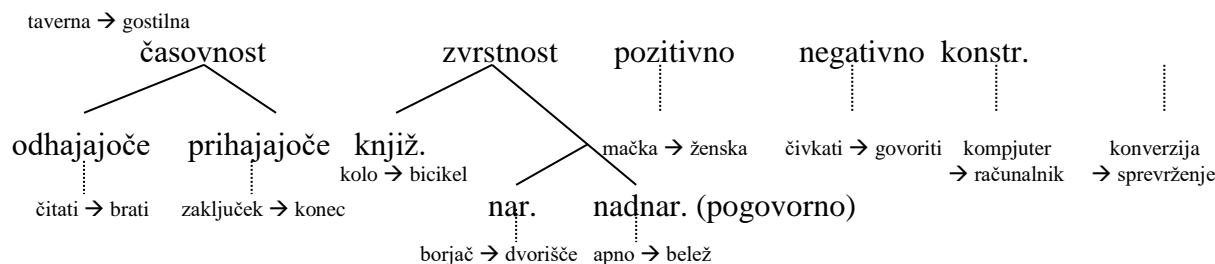 taverna → gostilna
časovnost zvrstnost pozitivno negativno konstr.
odhajajoče prihajajoče knjiž. mačka → ženska čivkati → govoriti kompjuter konverzija
kolo → bicikel → računalnik → sprevrženje
čitati → brati zaključek → konec nar. nadnar. (pogovorno)
borjač → dvorišče apno → belež